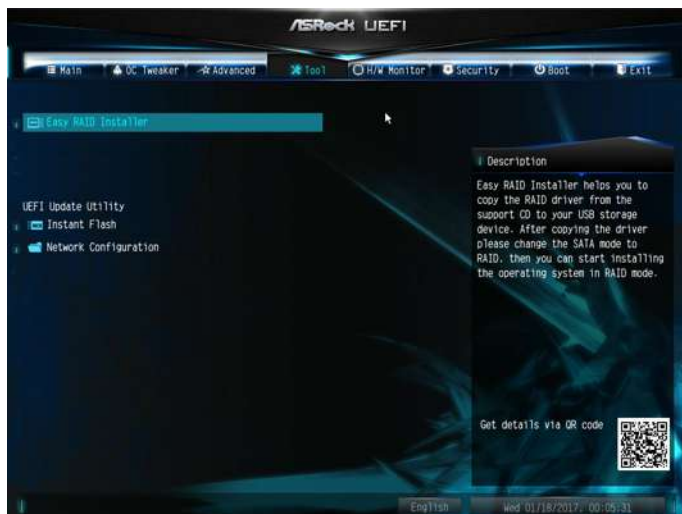 ASRock UEFI
Main OC Tweaker Advanced Tool H/W Monitor Security Boot Exit
Easy RAID Installer
UEFI Update Utility
Instant Flash
Network Configuration
Description
Easy RAID Installer helps you to
copy the RAID driver from the
support CD to your USB storage
device. After copying the driver
please change the SATA mode to
RAID, then you can start installing
the operating system in RAID mode.
Get details via QR code
English
Wed 01/18/2017, 00:05:31